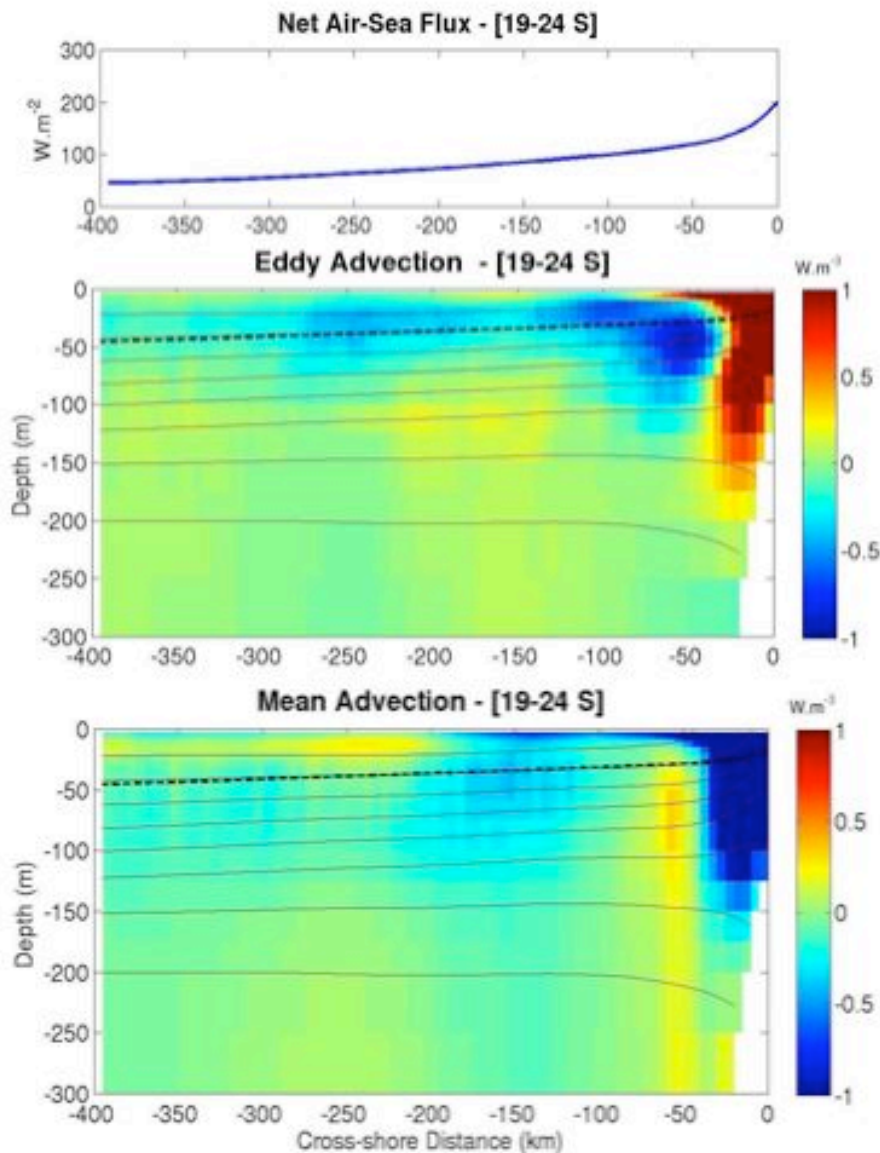 Net Air-Sea Flux - [19-24 S]
300
200
100
0
W.m⁻²
-400 -350 -300 -250 -200 -150 -100 -50 0
Eddy Advection - [19-24 S]
W.m⁻³
0
-50
-100
-150
-200
-250
-300
Depth (m)
1
0.5
0
-0.5
-1
-400 -350 -300 -250 -200 -150 -100 -50 0
Mean Advection - [19-24 S]
W.m⁻³
0
-50
-100
-150
-200
-250
-300
Depth (m)
1
0.5
0
-0.5
-1
-400 -350 -300 -250 -200 -150 -100 -50 0
Cross-shore Distance (km)